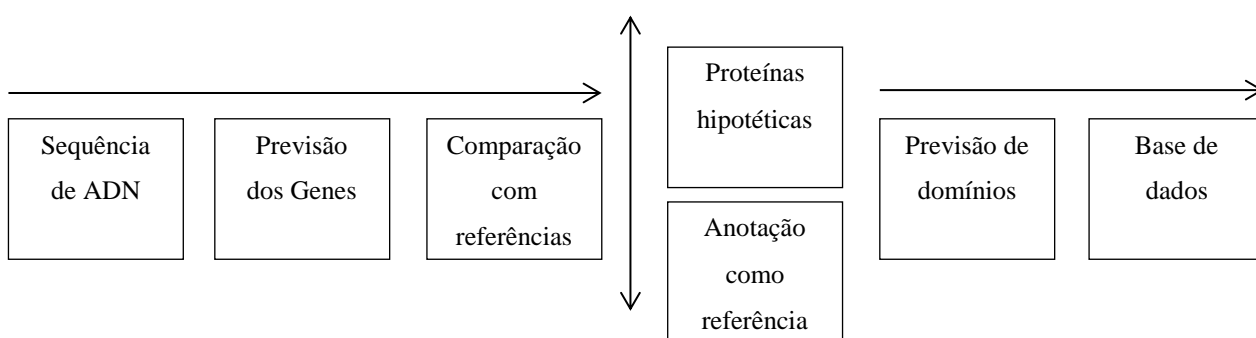 Sequência
de ADN
Previsão
dos Genes
Comparação
com
referências
Proteínas
hipotéticas
Anotação
como
referência
Previsão de
domínios
Base de
dados